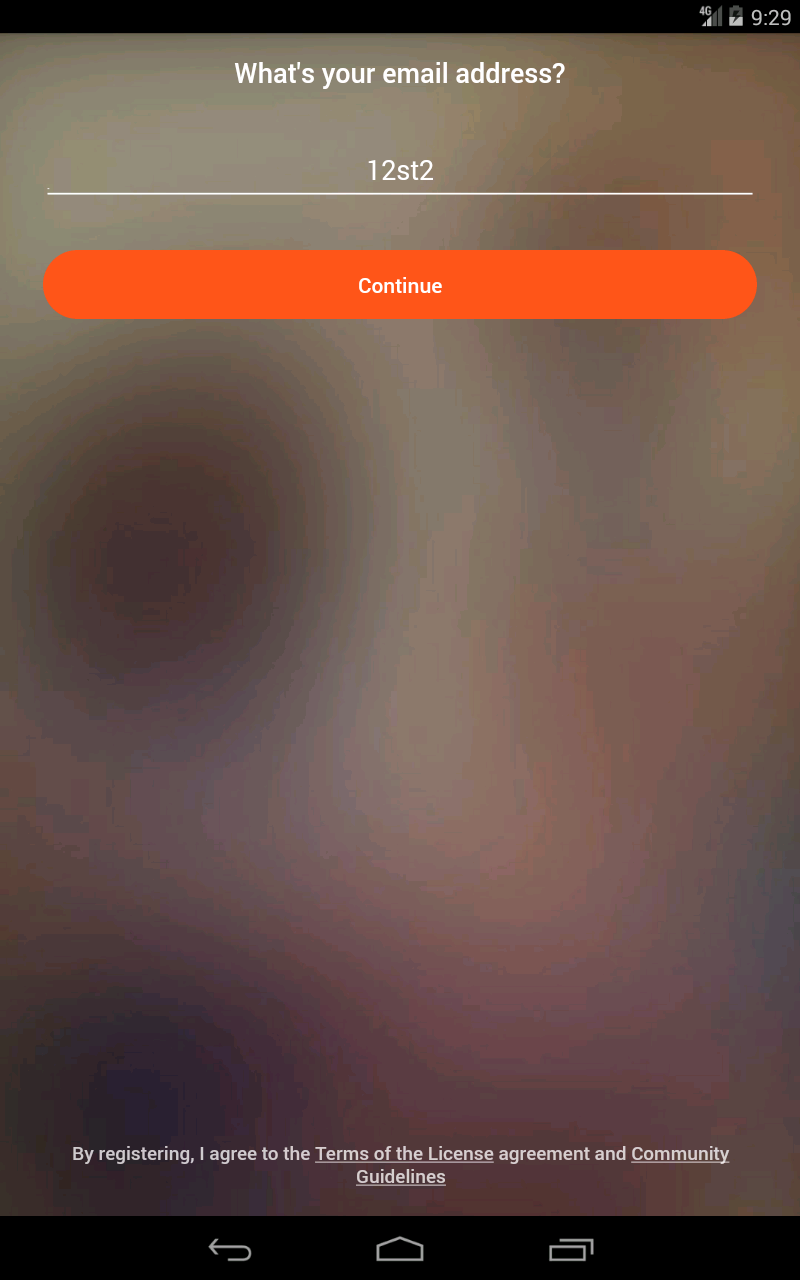 4G 9:29
What's your email address?
12st2
Continue
By registering, I agree to the Terms of the License agreement and Community
Guidelines